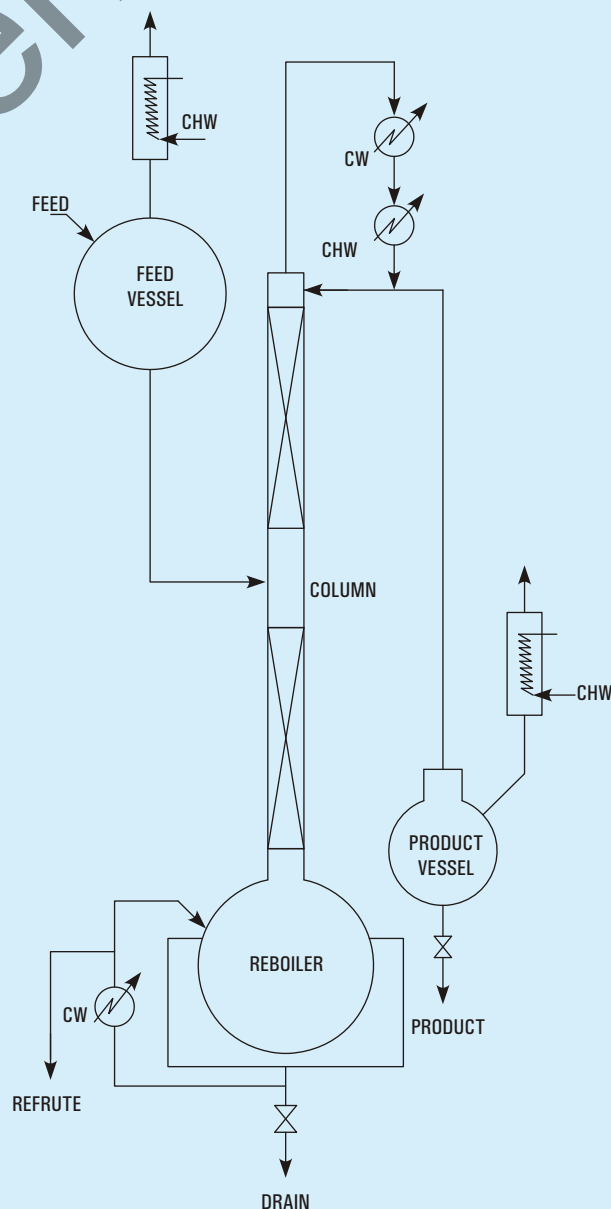 CHW
FEED
FEED
VESSEL
CW
CHW
COLUMN
CHW
PRODUCT
VESSEL
REBOILER
CW
PRODUCT
REFRUTE
DRAIN